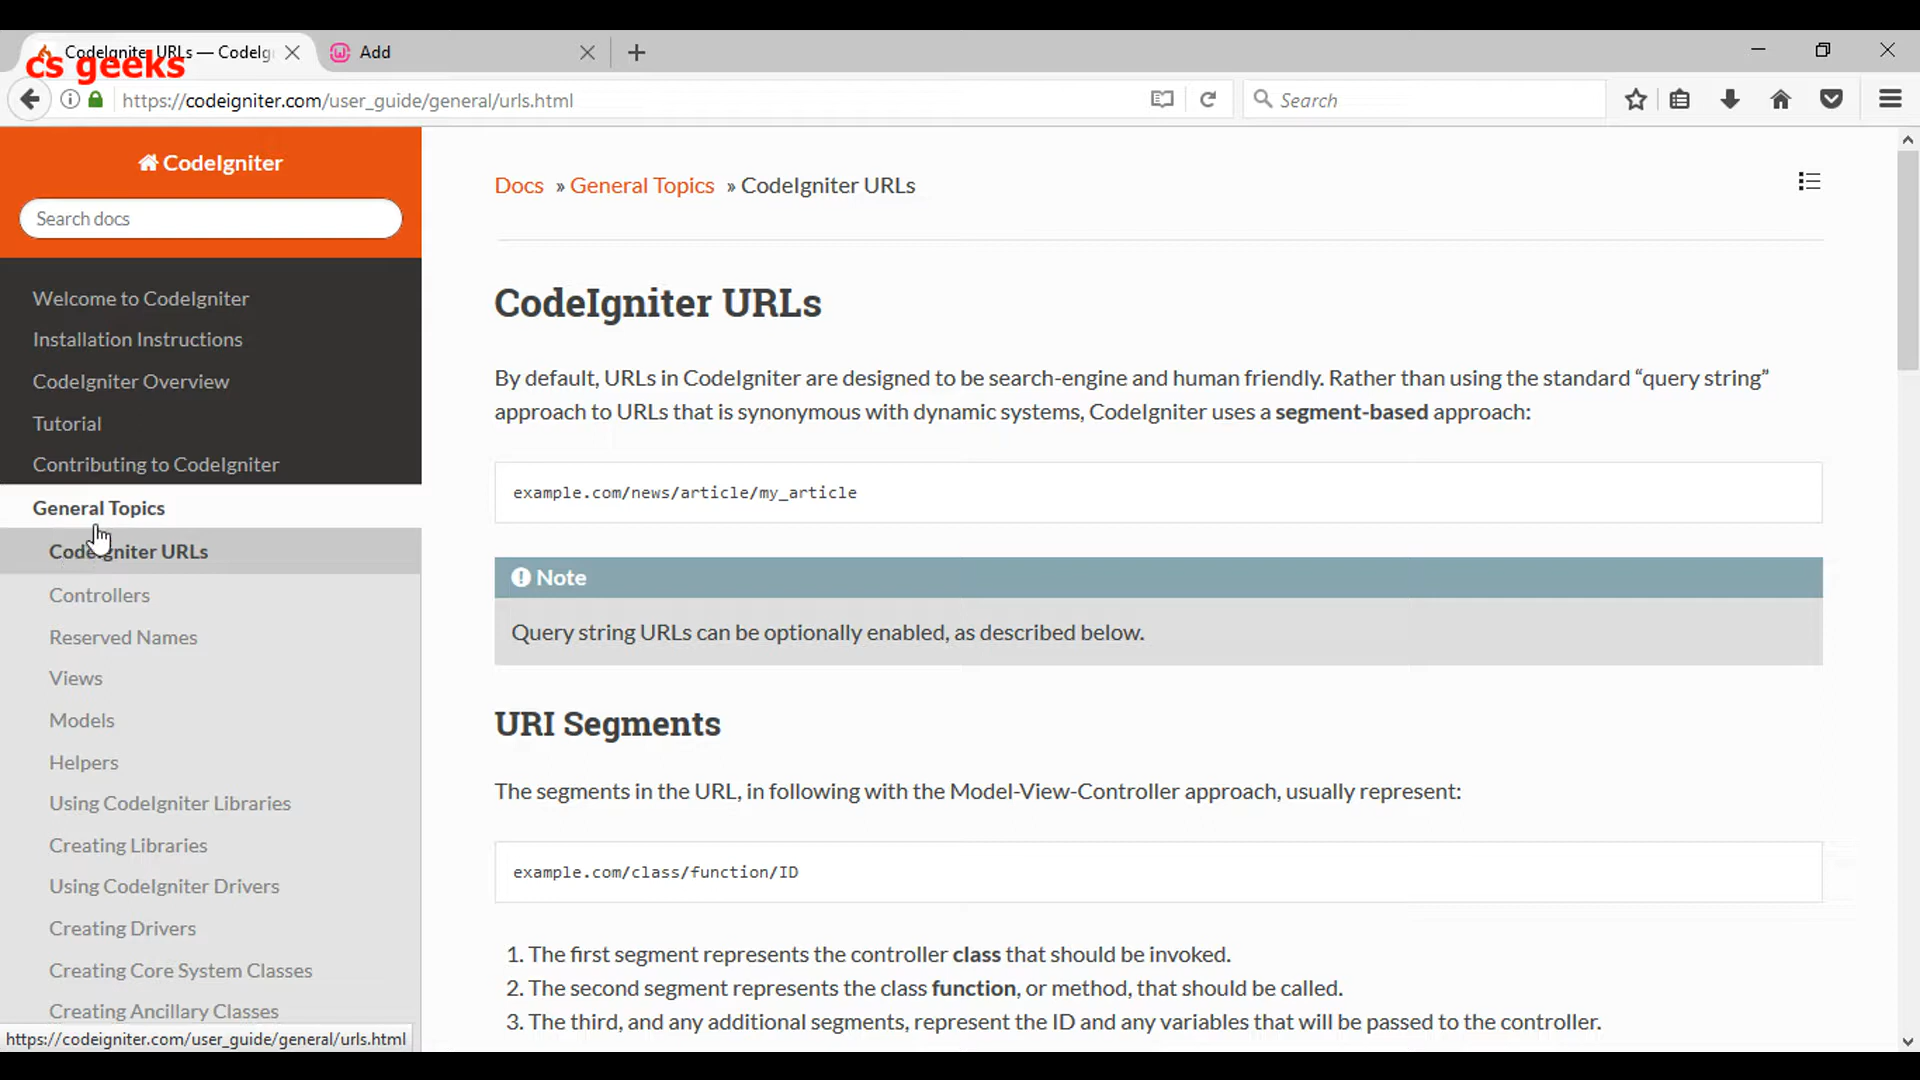 CodeIgniter URLs — CodeIg
Add
cs geeks
https://codeigniter.com/user_guide/general/urls.html
Search
CodeIgniter
Search docs
Welcome to CodeIgniter
Installation Instructions
CodeIgniter Overview
Tutorial
Contributing to CodeIgniter
General Topics
CodeIgniter URLs
Controllers
Reserved Names
Views
Models
Helpers
Using CodeIgniter Libraries
Creating Libraries
Using CodeIgniter Drivers
Creating Drivers
Creating Core System Classes
Creating Ancillary Classes
https://codeigniter.com/user_guide/general/urls.html
Docs » General Topics » CodeIgniter URLs
CodeIgniter URLs
By default, URLs in CodeIgniter are designed to be search-engine and human friendly. Rather than using the standard “query string”
approach to URLs that is synonymous with dynamic systems, CodeIgniter uses a segment-based approach:
example.com/news/article/my_article
Note
Query string URLs can be optionally enabled, as described below.
URI Segments
The segments in the URL, in following with the Model-View-Controller approach, usually represent:
example.com/class/function/ID
1. The first segment represents the controller class that should be invoked.
2. The second segment represents the class function, or method, that should be called.
3. The third, and any additional segments, represent the ID and any variables that will be passed to the controller.